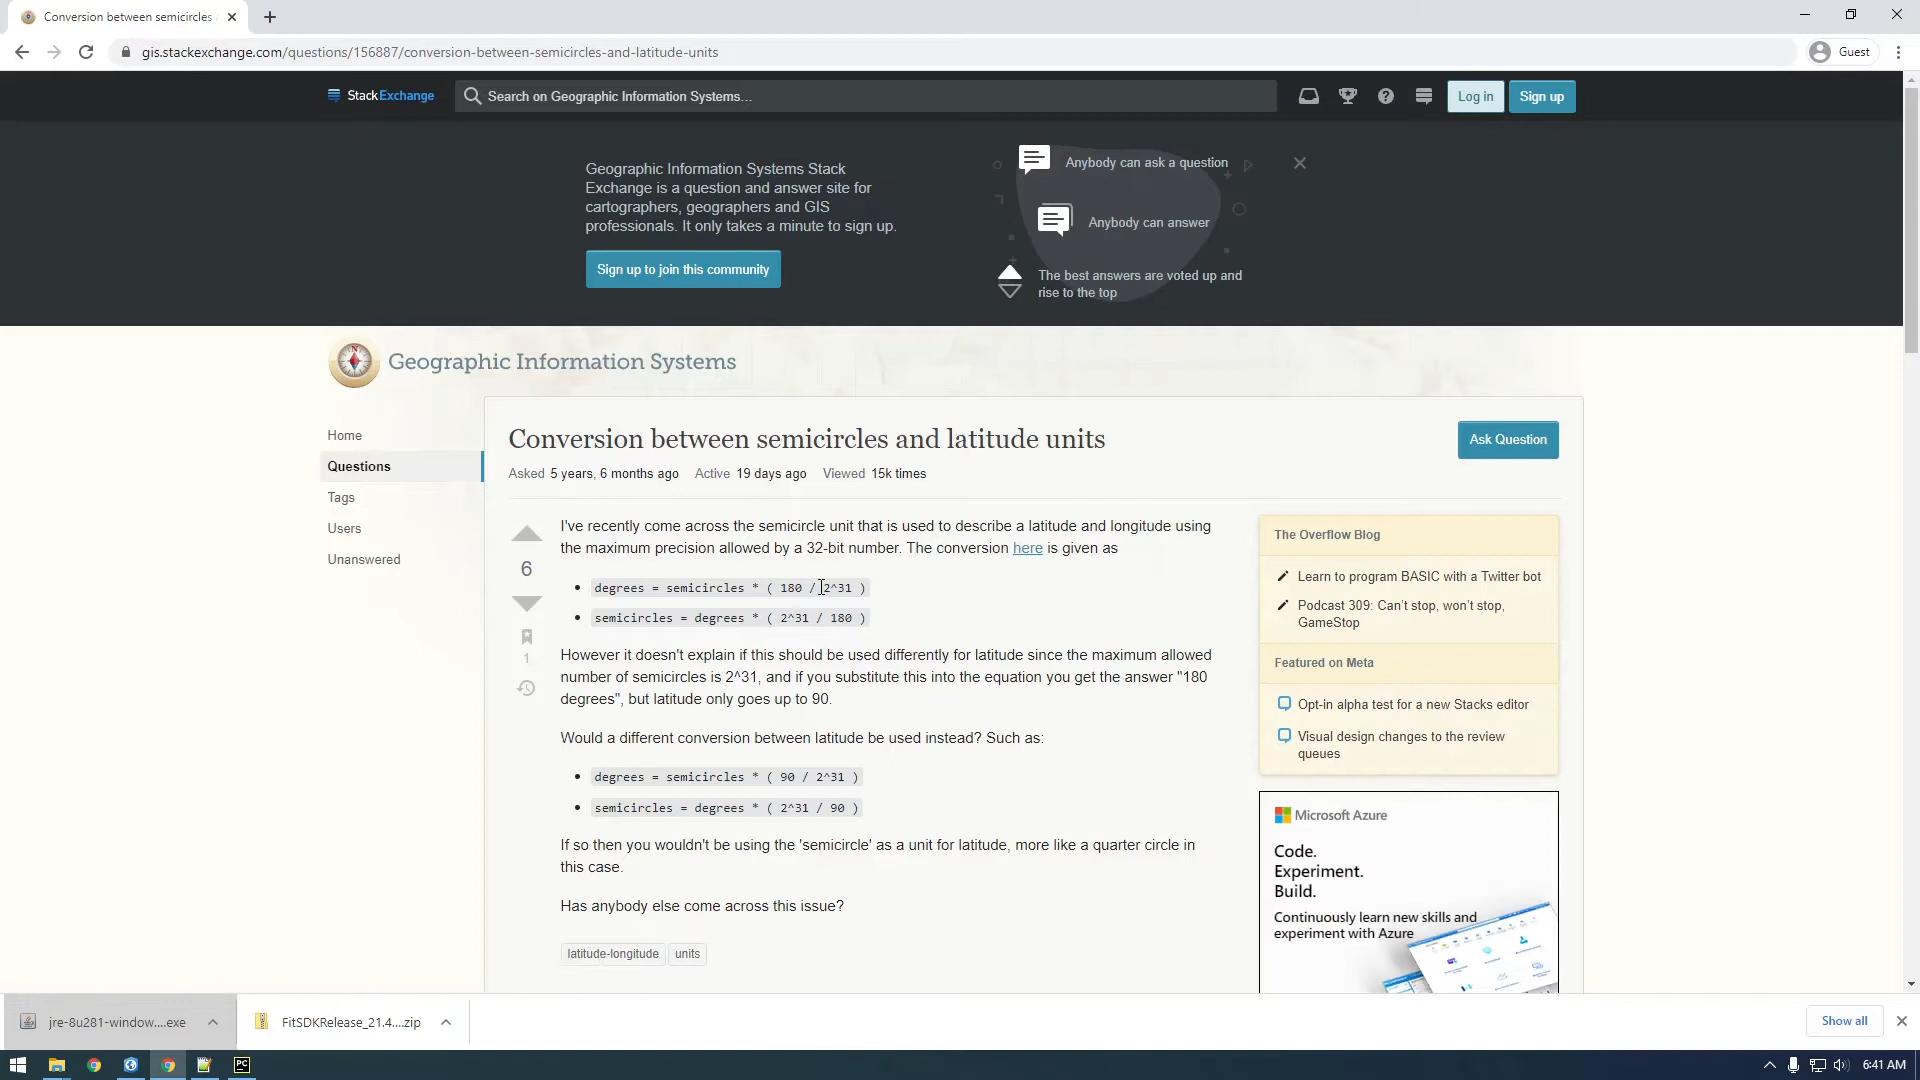 Conversion between semicircles
gis.stackexchange.com/questions/156887/conversion-between-semicircles-and-latitude-units
Guest
StackExchange
Search on Geographic Information Systems...
Log in
Sign up
Geographic Information Systems Stack
Exchange is a question and answer site for
cartographers, geographers and GIS
professionals. It only takes a minute to sign up.
Sign up to join this community
Anybody can ask a question
Anybody can answer
The best answers are voted up and
rise to the top
Geographic Information Systems
Home
Questions
Tags
Users
Unanswered
Conversion between semicircles and latitude units
Ask Question
Asked 5 years, 6 months ago Active 19 days ago Viewed 15k times
I've recently come across the semicircle unit that is used to describe a latitude and longitude using
the maximum precision allowed by a 32-bit number. The conversion here is given as
6
• degrees = semicircles * ( 180 / 2^31 )
• semicircles = degrees * ( 2^31 / 180 )
1
However it doesn't explain if this should be used differently for latitude since the maximum allowed
number of semicircles is 2^31, and if you substitute this into the equation you get the answer "180
degrees", but latitude only goes up to 90.
Would a different conversion between latitude be used instead? Such as:
• degrees = semicircles * ( 90 / 2^31 )
• semicircles = degrees * ( 2^31 / 90 )
If so then you wouldn't be using the 'semicircle' as a unit for latitude, more like a quarter circle in
this case.
Has anybody else come across this issue?
latitude-longitude units
The Overflow Blog
Learn to program BASIC with a Twitter bot
Podcast 309: Can't stop, won't stop,
GameStop
Featured on Meta
Opt-in alpha test for a new Stacks editor
Visual design changes to the review
queues
Microsoft Azure
Code.
Experiment.
Build.
Continuously learn new skills and
experiment with Azure
jre-8u281-window....exe
FitSDKRelease_21.4....zip
Show all
PC
6:41 AM